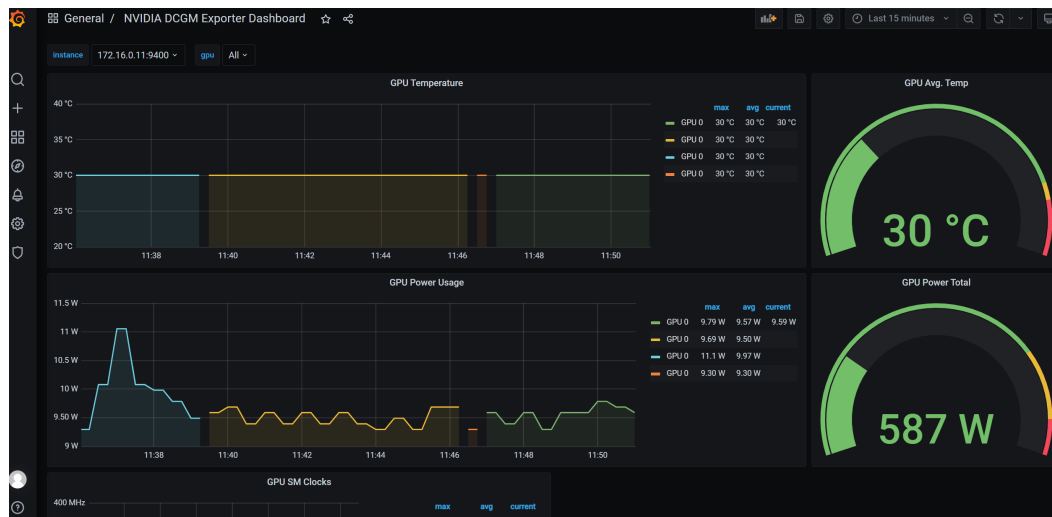 General / NVIDIA DCGM Exporter Dashboard
Last 15 minutes
instance 172.16.0.11:9400 gpu All
GPU Temperature
40 °C
35 °C
30 °C
25 °C
20 °C
11:38 11:40 11:42 11:44 11:46 11:48 11:50
max avg current
GPU 0 30 °C 30 °C 30 °C
GPU 0 30 °C 30 °C
GPU 0 30 °C 30 °C
GPU 0 30 °C 30 °C
GPU Avg. Temp
30 °C
GPU Power Usage
11.5 W
11 W
10.5 W
10 W
9.50 W
9 W
11:38 11:40 11:42 11:44 11:46 11:48 11:50
max avg current
GPU 0 9.79 W 9.57 W 9.59 W
GPU 0 9.69 W 9.50 W
GPU 0 11.1 W 9.97 W
GPU 0 9.30 W 9.30 W
GPU Power Total
587 W
GPU SM Clocks
400 MHz
max avg current